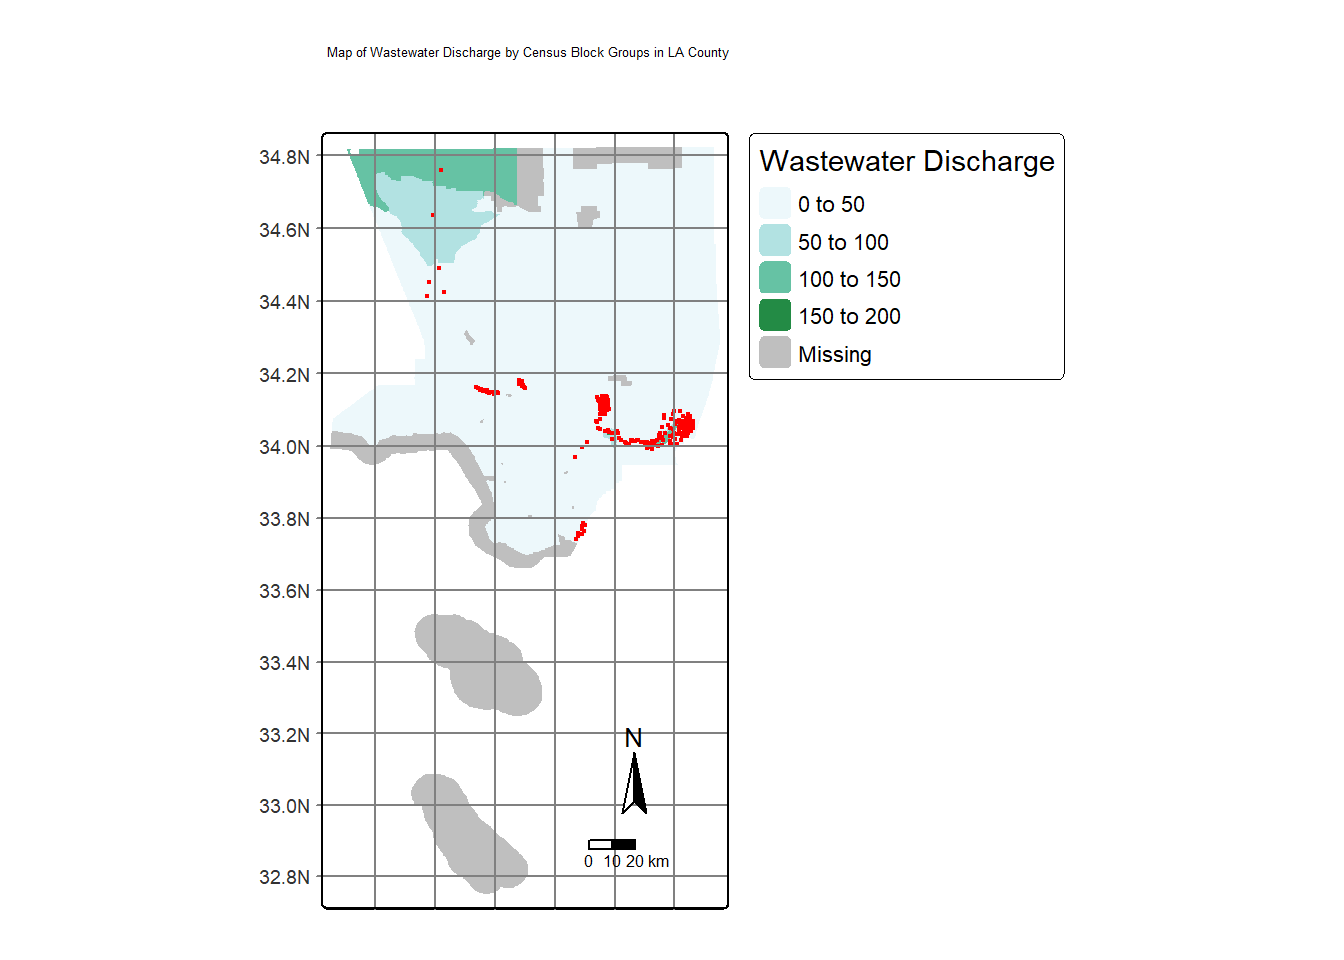 Map of Wastewater Discharge by Census Block Groups in LA County
Wastewater Discharge
0 to 50
50 to 100
100 to 150
150 to 200
Missing
34.8N
34.6N
34.4N
34.2N
34.0N
33.8N
33.6N
33.4N
33.2N
33.0N
32.8N
N
0 10 20 km